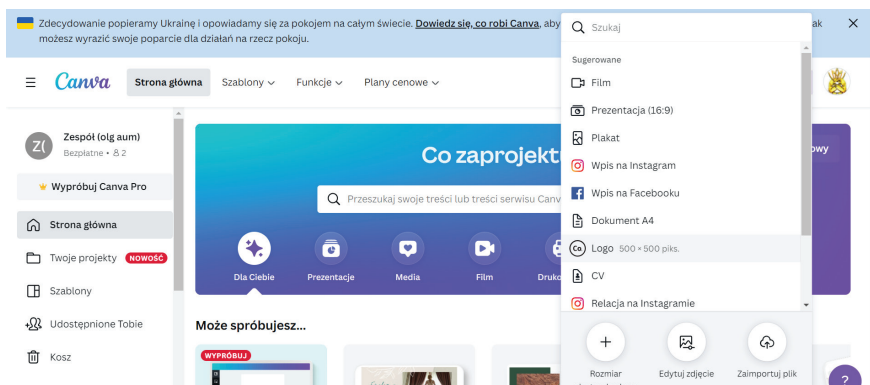 Zdecydowanie popieramy Ukrainę i opowiadamy się za pokojem na całym świecie. Dowiedz się, co robi Canva, aby
ak
możesz wyrazić swoje poparcie dla działań na rzecz pokoju.
Canva
Strona główna
Szablony
Funkcje
Plany cenowe
Z(
Zespół (olg aum)
Bezpłatne • 2
Wypróbuj Canva Pro
Strona główna
Twoje projekty NOWOŚĆ
Szablony
Udostępnione Tobie
Kosz
Co zaprojekt
owy
Przeszukaj swoje treści lub treści serwisu Canv
Dla Ciebie
Prezentacje
Media
Film
Druko
Może spróbujesz...
WYPRÓBUJ
Szukaj
Sugerowane
Film
Prezentacja (16:9)
Plakat
Wpis na Instagram
Wpis na Facebooku
Dokument A4
Co.
Logo 500 × 500 piks.
CV
Relacja na Instagramie
Rozmiar
Edytuj zdjęcie
Zaimportuj plik
?